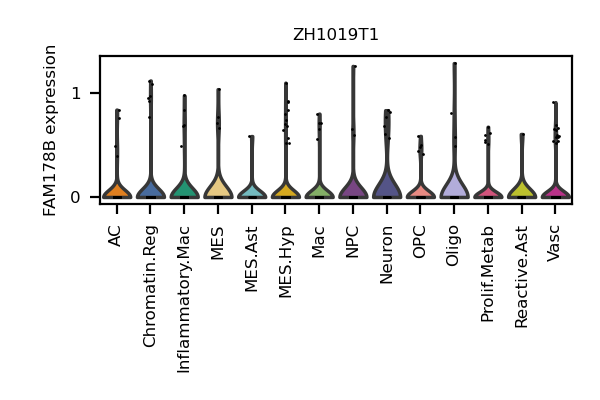 ZH1019T1
FAM178B expression
1
0
AC
Chromatin.Reg
Inflammatory.Mac
MES
MES.Ast
MES.Hyp
Mac
NPC
Neuron
OPC
Oligo
Prolif.Metab
Reactive.Ast
Vasc